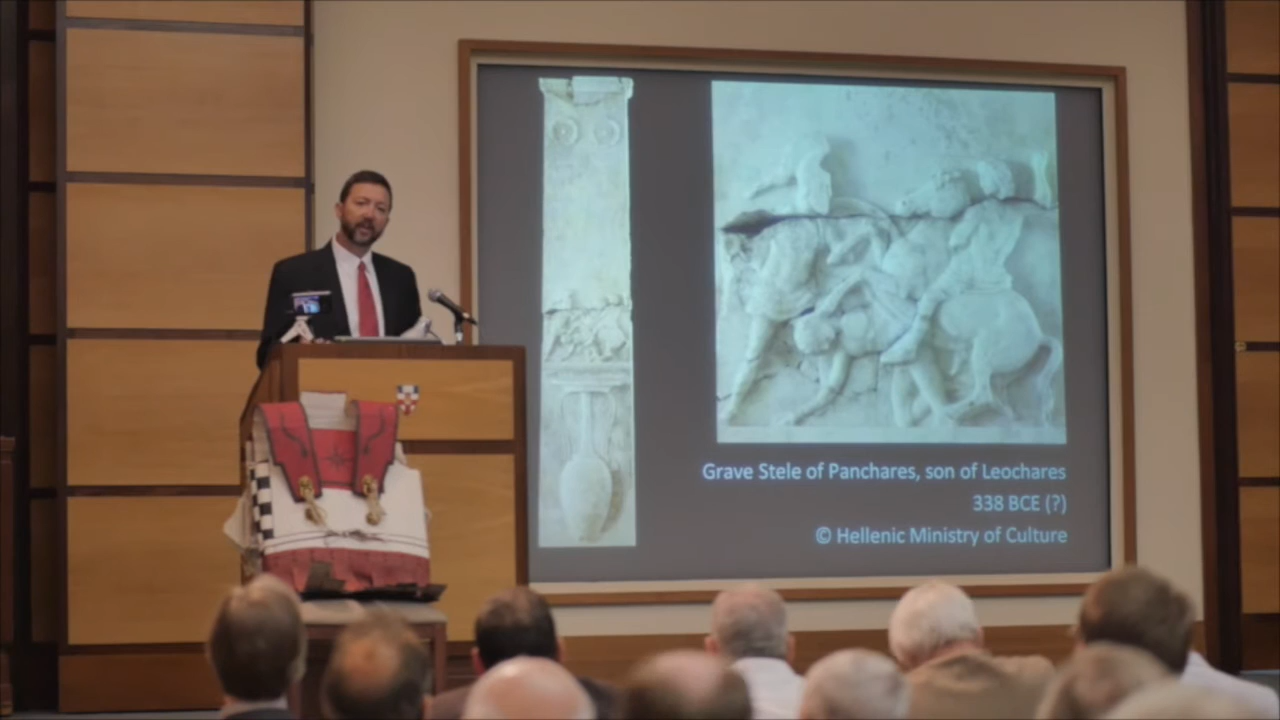 Grave Stele of Panchares, son of Leochares
338 BCE (?)
© Hellenic Ministry of Culture